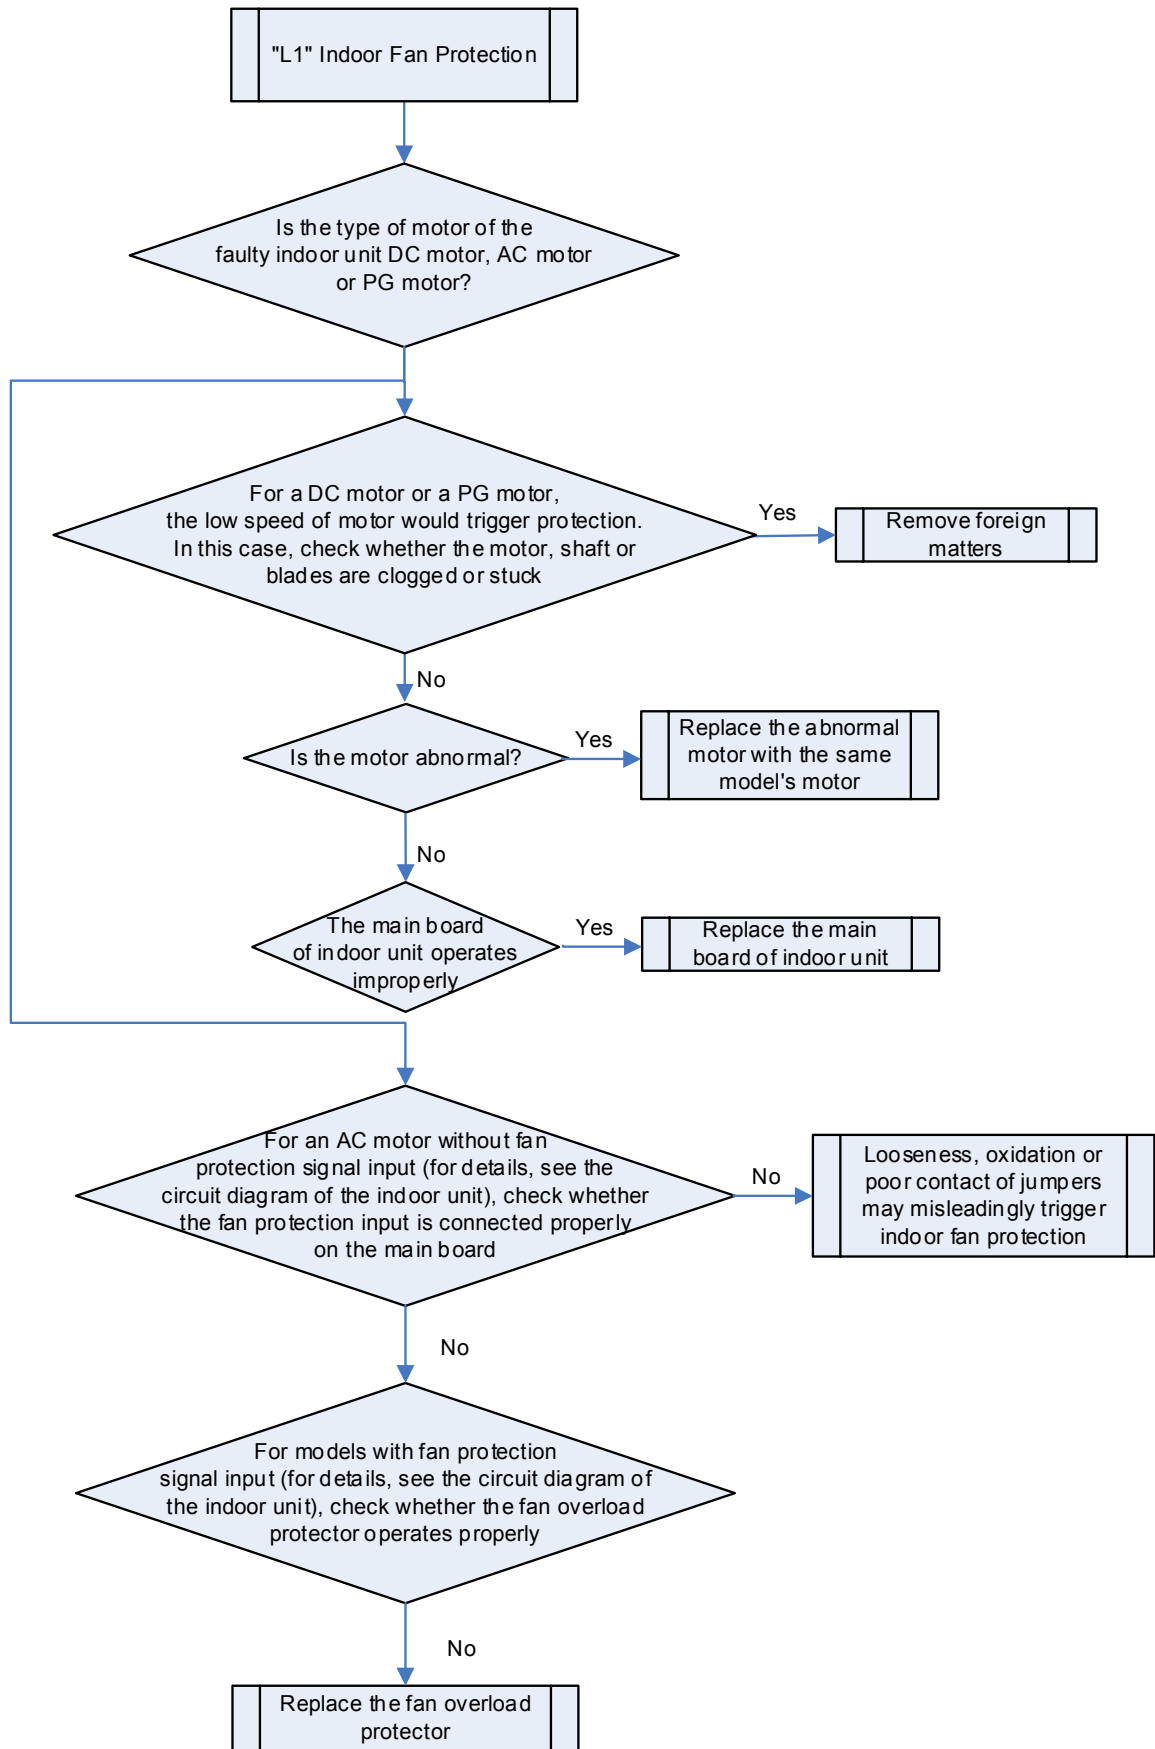 "L1" Indoor Fan Protection
Is the type of motor of the
faulty indoor unit DC motor, AC motor
or PG motor?
For a DC motor or a PG motor,
the low speed of motor would trigger protection.
In this case, check whether the motor, shaft or
blades are clogged or stuck
Yes
Remove foreign
matters
No
Is the motor abnormal?
Yes
Replace the abnormal
motor with the same
model's motor
No
The main board
of indoor unit operates
improperly
Yes
Replace the main
board of indoor unit
For an AC motor without fan
protection signal input (for details, see the
circuit diagram of the indoor unit), check whether
the fan protection input is connected properly
on the main board
No
Looseness, oxidation or
poor contact of jumpers
may misleadingly trigger
indoor fan protection
No
For models with fan protection
signal input (for details, see the circuit diagram of
the indoor unit), check whether the fan overload
protector operates properly
No
Replace the fan overload
protector